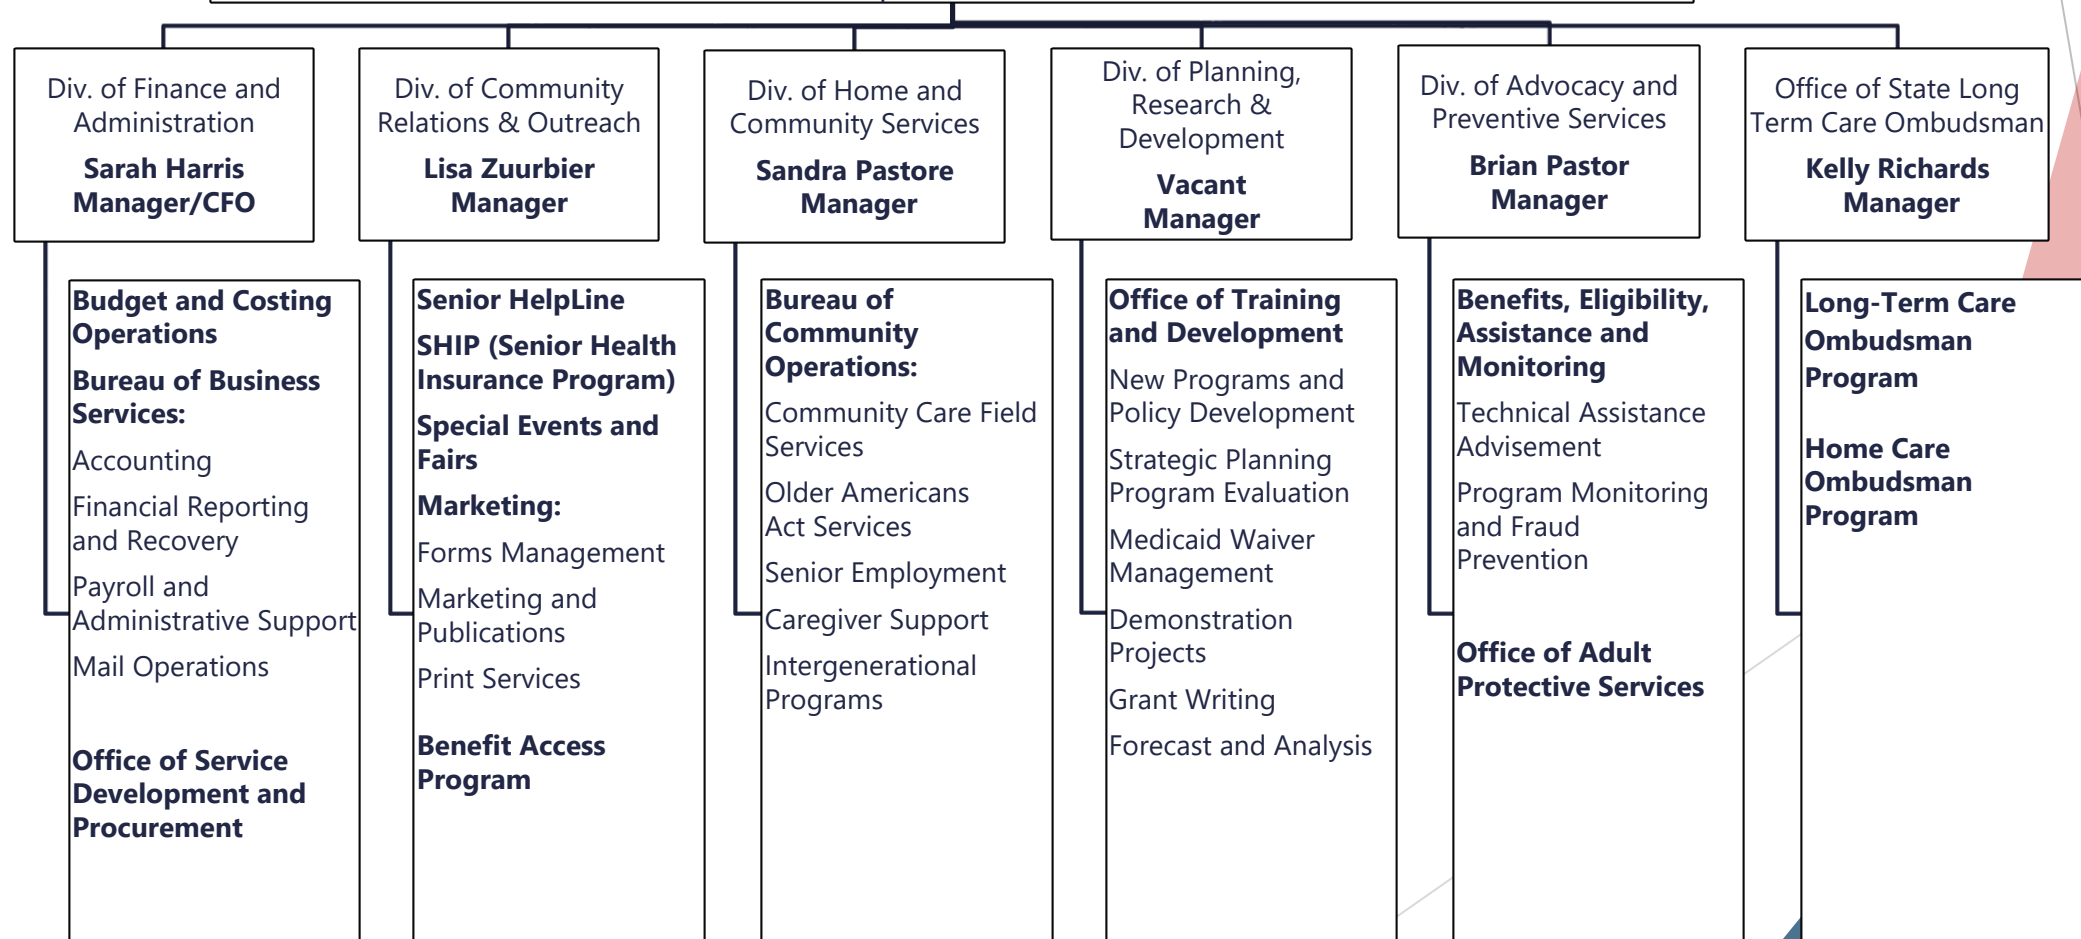 Div. of Finance and
Administration
Sarah Harris
Manager/CFO
Div. of Community
Relations & Outreach
Lisa Zuurbier
Manager
Div. of Home and
Community Services
Sandra Pastore
Manager
Div. of Planning,
Research &
Development
Vacant
Manager
Div. of Advocacy and
Preventive Services
Brian Pastor
Manager
Office of State Long
Term Care Ombudsman
Kelly Richards
Manager
Budget and Costing
Operations
Bureau of Business
Services:
Accounting
Financial Reporting
and Recovery
Payroll and
Administrative Support
Mail Operations
Office of Service
Development and
Procurement
Senior HelpLine
SHIP (Senior Health
Insurance Program)
Special Events and
Fairs
Marketing:
Forms Management
Marketing and
Publications
Print Services
Benefit Access
Program
Bureau of
Community
Operations:
Community Care Field
Services
Older Americans
Act Services
Senior Employment
Caregiver Support
Intergenerational
Programs
Office of Training
and Development
New Programs and
Policy Development
Strategic Planning
Program Evaluation
Medicaid Waiver
Management
Demonstration
Projects
Grant Writing
Forecast and Analysis
Benefits, Eligibility,
Assistance and
Monitoring
Technical Assistance
Advisement
Program Monitoring
and Fraud
Prevention
Office of Adult
Protective Services
Long-Term Care
Ombudsman
Program
Home Care
Ombudsman
Program